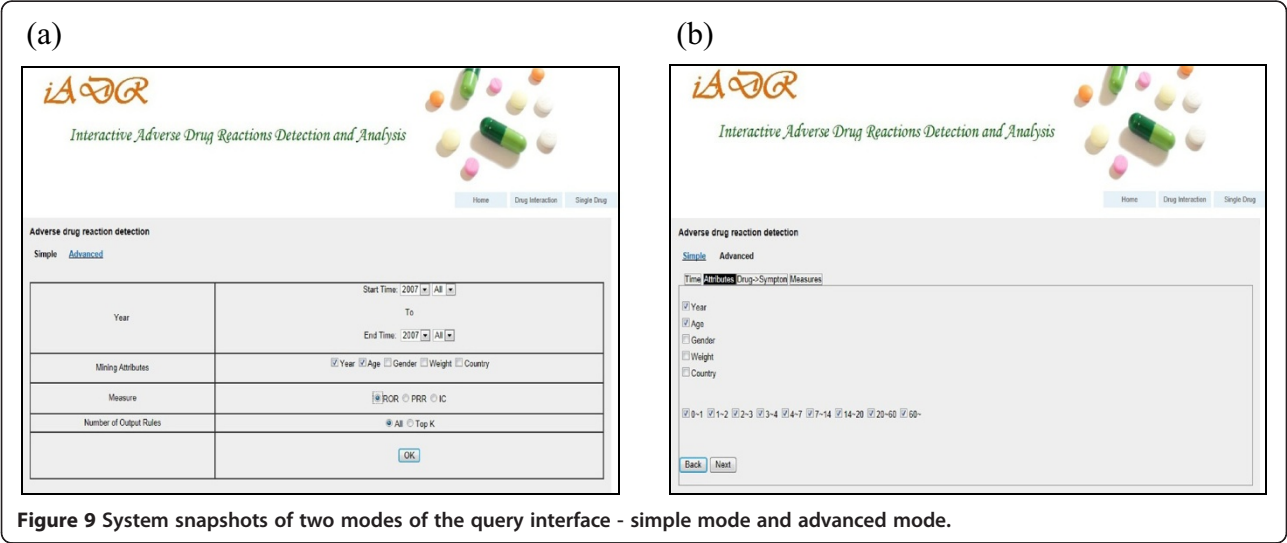 (a)
iADR
Interactive Adverse Drug Reactions Detection and Analysis
Home Drug Interaction Single Drug
Adverse drug reaction detection
Simple Advanced
Year
Start Time: 2007 All
To
End Time: 2007 All
Mining Attributes
Year Age Gender Weight Country
Measure
ROR PRR IC
Number of Output Rules
All Top K
OK
(b)
iADR
Interactive Adverse Drug Reactions Detection and Analysis
Home Drug Interaction Single Drug
Adverse drug reaction detection
Simple Advanced
Time Attributes Drug->Sympton Measures
Year
Age
Gender
Weight
Country
0~1 1~2 2~3 3~4 4~7 7~14 14~20 20~60 60~
Back Next
Figure 9 System snapshots of two modes of the query interface - simple mode and advanced mode.